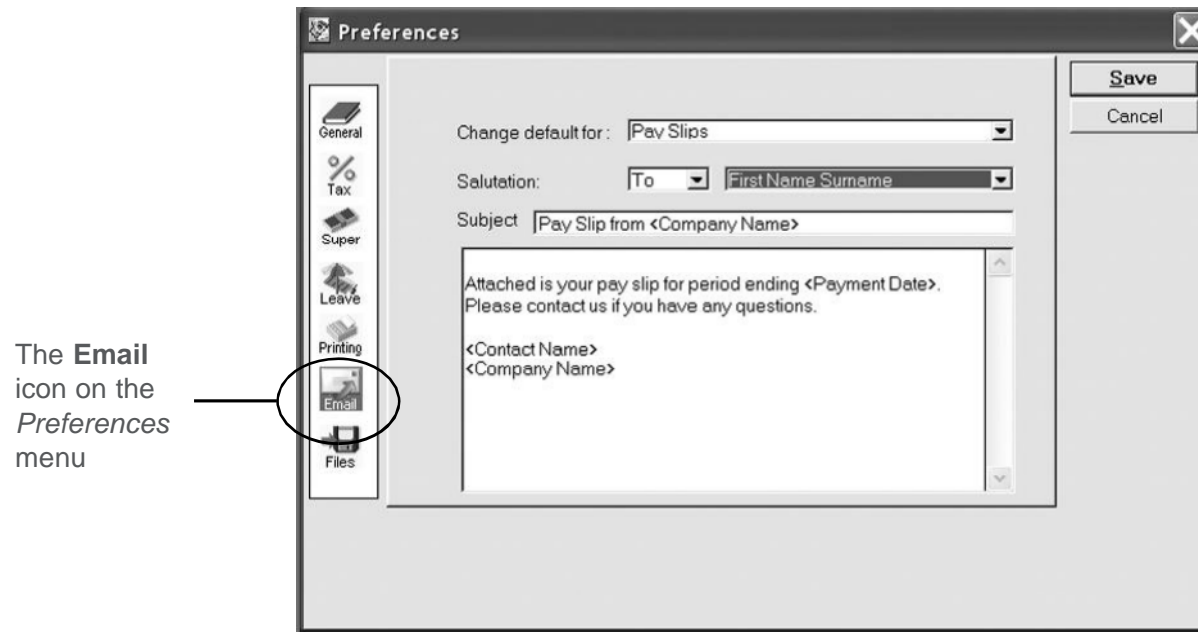 Preferences
Save
Cancel
General
Tax
Super
Leave
Printing
Email
Files
Change default for : Pay Slips
Salutation: To First Name Surname
Subject Pay Slip from <Company Name>
Attached is your pay slip for period ending <Payment Date>.
Please contact us if you have any questions.
<Contact Name>
<Company Name>
The Email
icon on the
Preferences
menu